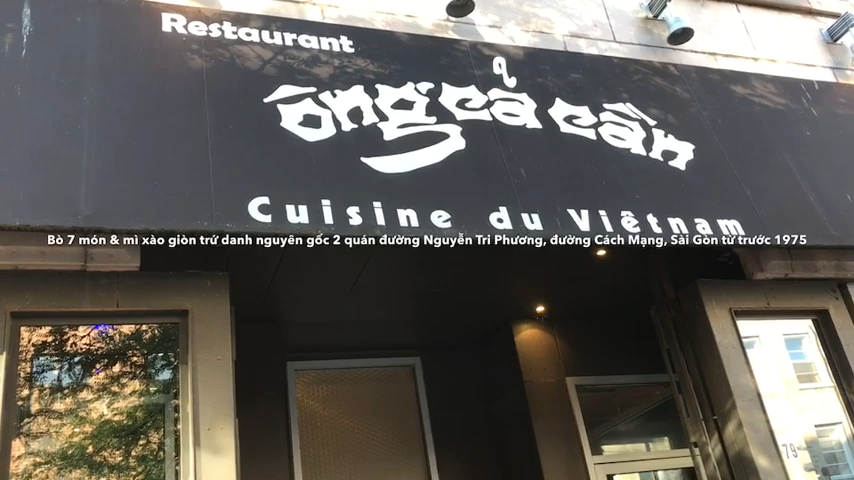 Restaurant
ông cả cần
Cuisine du Viêtnam
Bò 7 món & mì xào giòn trứ danh nguyên gốc 2 quán đường Nguyễn Tri Phương, đường Cách Mạng, Sài Gòn từ trước 1975
79